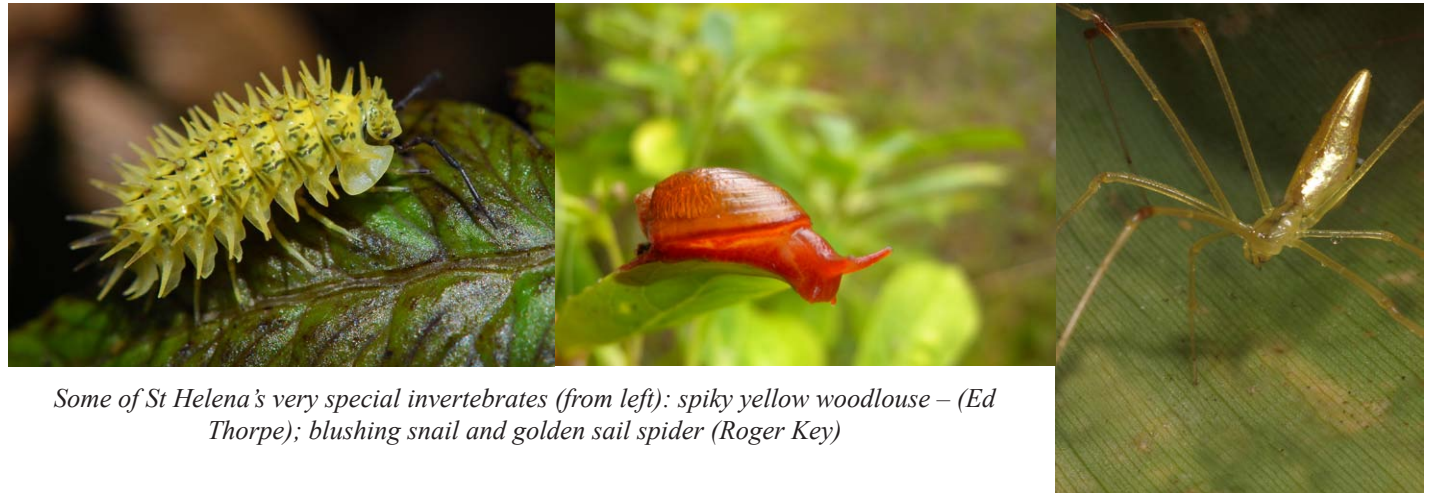 Some of St Helena’s very special invertebrates (from left): spiky yellow woodlouse – (Ed
Thorpe); blushing snail and golden sail spider (Roger Key)